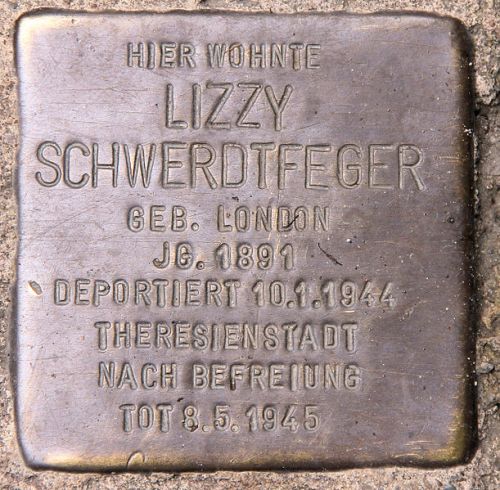 HIER WOHNTE
LIZZY
SCHWERDTFEGER
GEB. LONDON
JG. 1891
DEPORTIERT 10.1.1944
THERESIENSTADT
NACH BEFREIUNG
TOT 8.5.1945